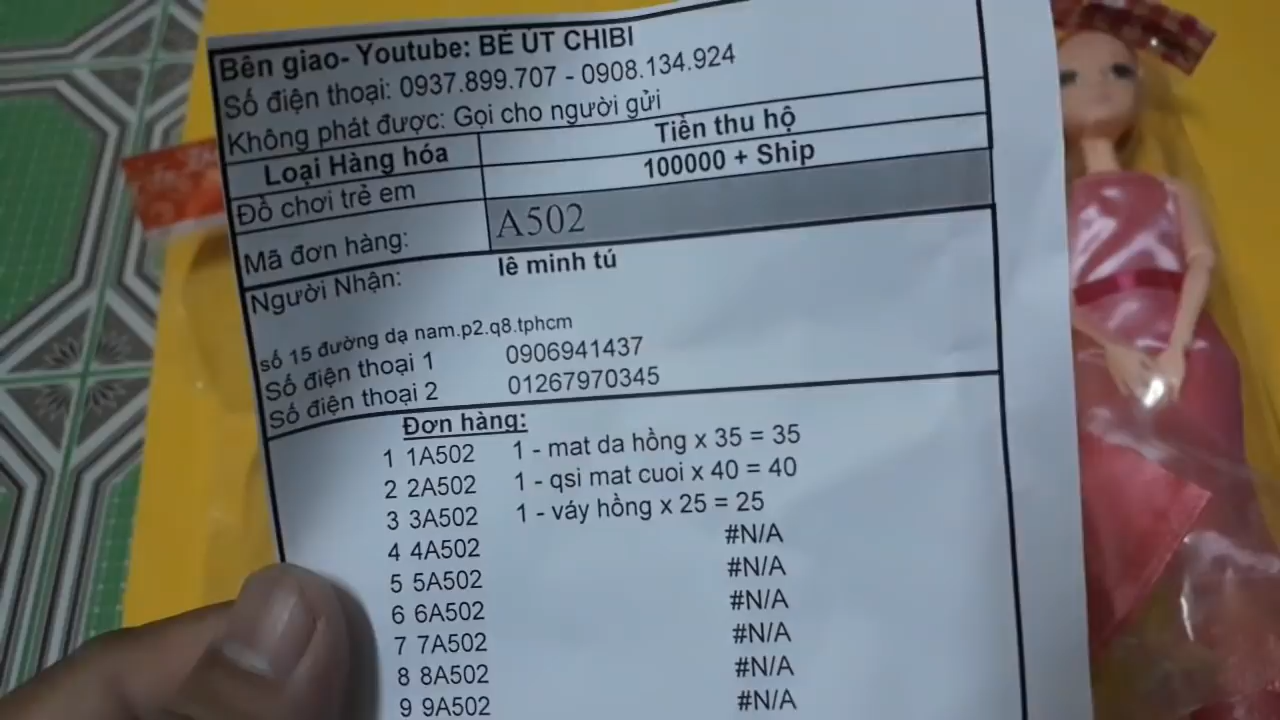 Bên giao- Youtube: BÉ ÚT CHIBI
Số điện thoại: 0937.899.707 - 0908.134.924
Không phát được: Gọi cho người gửi
Loại Hàng hóa Tiền thu hộ
Đồ chơi trẻ em 100000 + Ship
Mã đơn hàng: A502
Người Nhận: lê minh tú
số 15 đường dạ nam.p2.q8.tphcm
Số điện thoại 1 0906941437
Số điện thoại 2 01267970345
Đơn hàng:
1 1A502 1 - mat da hồng x 35 = 35
2 2A502 1 - qsi mat cuoi x 40 = 40
3 3A502 1 - váy hồng x 25 = 25
4 4A502 #N/A
5 5A502 #N/A
6 6A502 #N/A
7 7A502 #N/A
8 8A502 #N/A
9 9A502 #N/A